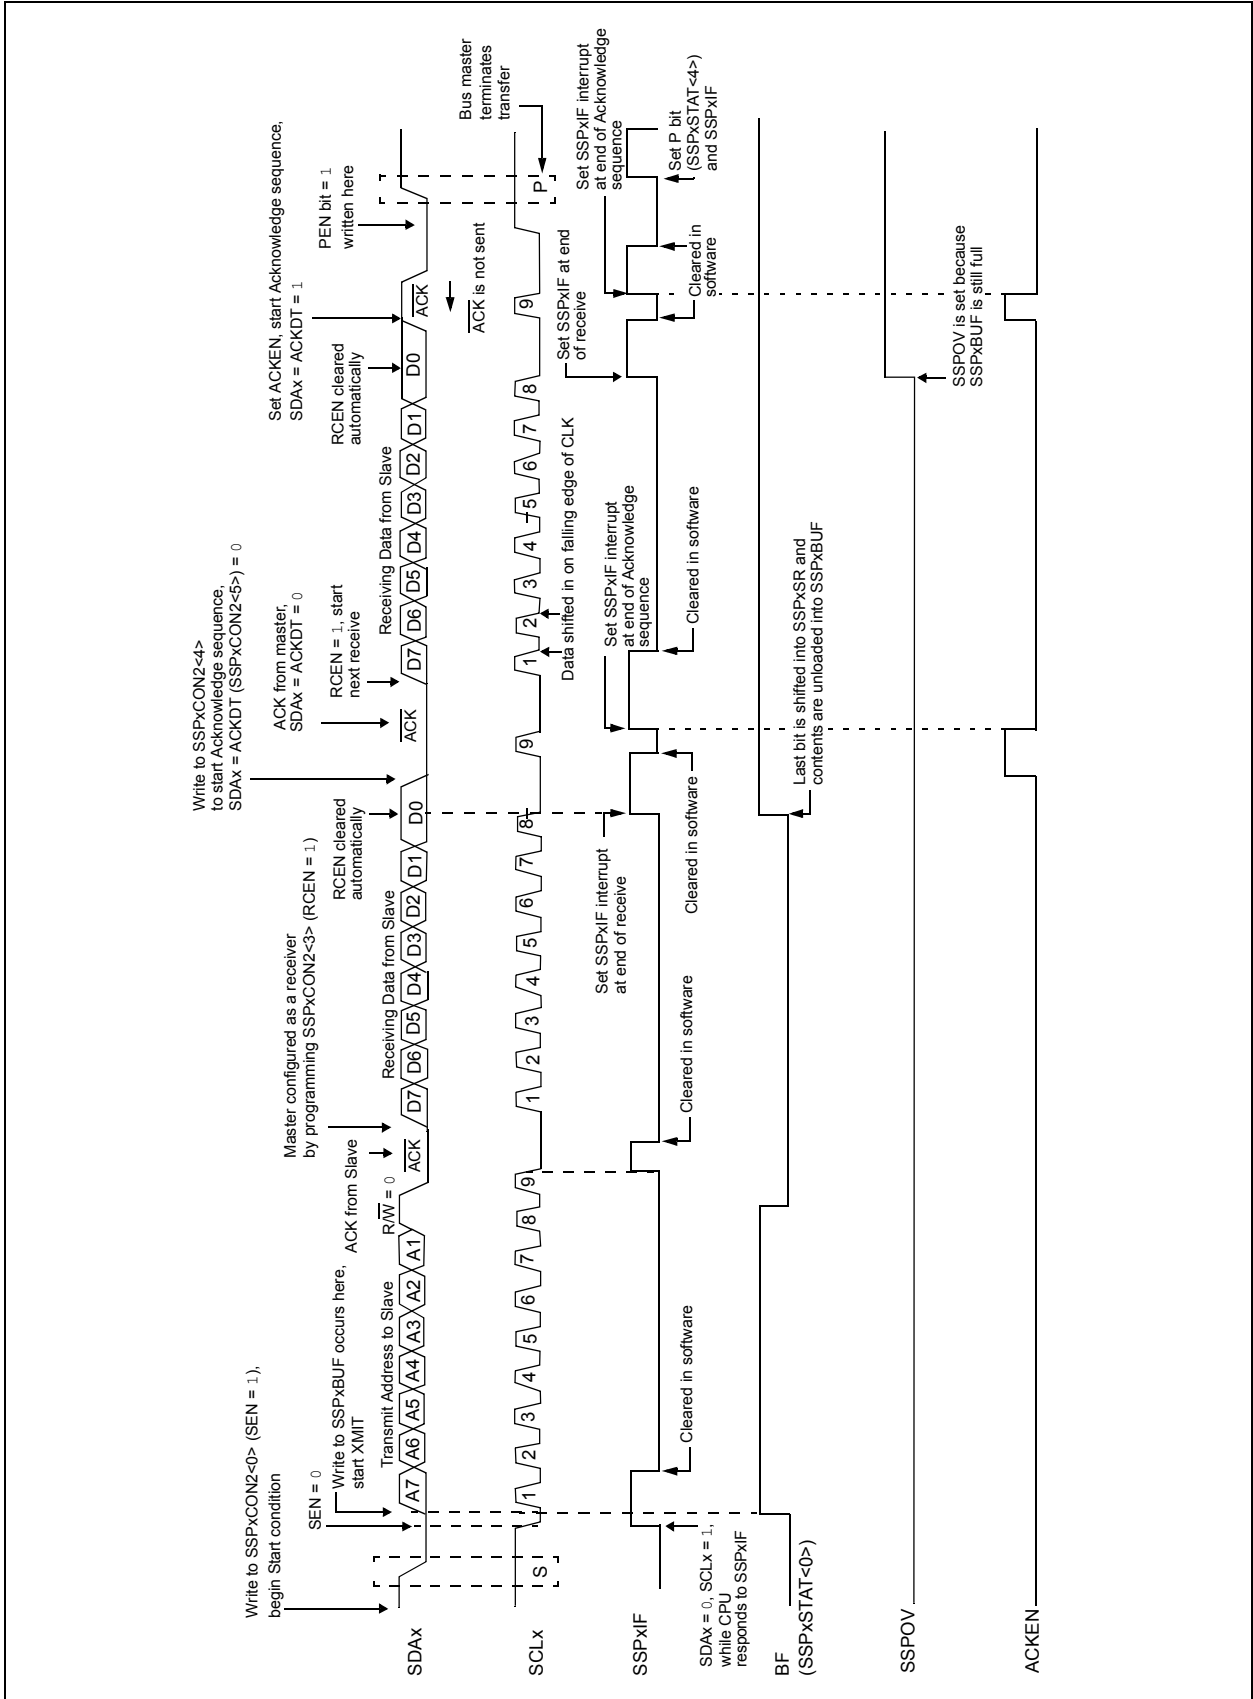 Write to SSPxCON2<0> (SEN = 1),
begin Start condition
SEN = 0
Write to SSPxBUF occurs here,
start XMIT
Transmit Address to Slave
R/W = 0
ACK from Slave
Master configured as a receiver
by programming SSPxCON2<3> (RCEN = 1)
Receiving Data from Slave
RCEN cleared
automatically
Write to SSPxCON2<4>
to start Acknowledge sequence,
SDAx = ACKDT (SSPxCON2<5>) = 0
ACK from master,
SDAx = ACKDT = 0
RCEN = 1, start
next receive
Receiving Data from Slave
RCEN cleared
automatically
Set ACKEN, start Acknowledge sequence,
SDAx = ACKDT = 1
PEN bit = 1
written here
SDAx
A7 A6 A5 A4 A3 A2 A1
ACK
D7 D6 D5 D4 D3 D2 D1 D0
ACK
D7 D6 D5 D4 D3 D2 D1 D0
ACK
ACK is not sent
Bus master
terminates
transfer
SCLx
S
1 2 3 4 5 6 7 8 9
1 2 3 4 5 6 7 8 9
1 2 3 4 5 6 7 8 9
P
Data shifted in on falling edge of CLK
Set SSPxIF interrupt
at end of receive
Set SSPxIF interrupt
at end of Acknowledge
sequence
Set SSPxIF at end
of receive
Set SSPxIF interrupt
at end of Acknowledge
sequence
SSPxIF
SDAx = 0, SCLx = 1,
while CPU
responds to SSPxIF
Cleared in software
Cleared in software
Cleared in software
Cleared in software
Cleared in
software
Set P bit
(SSPxSTAT<4>)
and SSPxIF
BF
(SSPxSTAT<0>)
Last bit is shifted into SSPxSR and
contents are unloaded into SSPxBUF
SSPOV
SSPOV is set because
SSPxBUF is still full
ACKEN